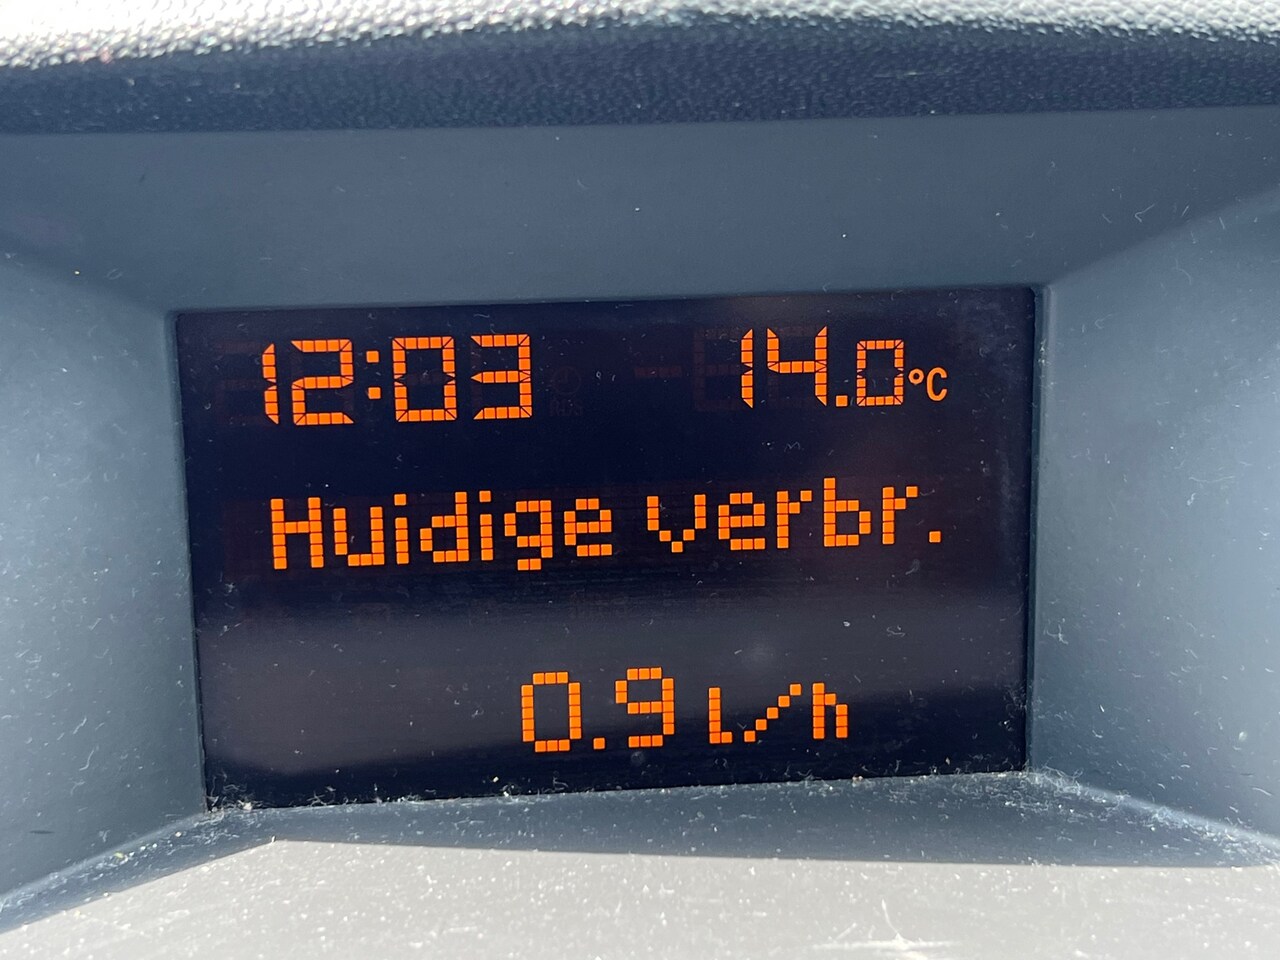 12:03 14.0°C
Huidige verbr.
0.9 l/h